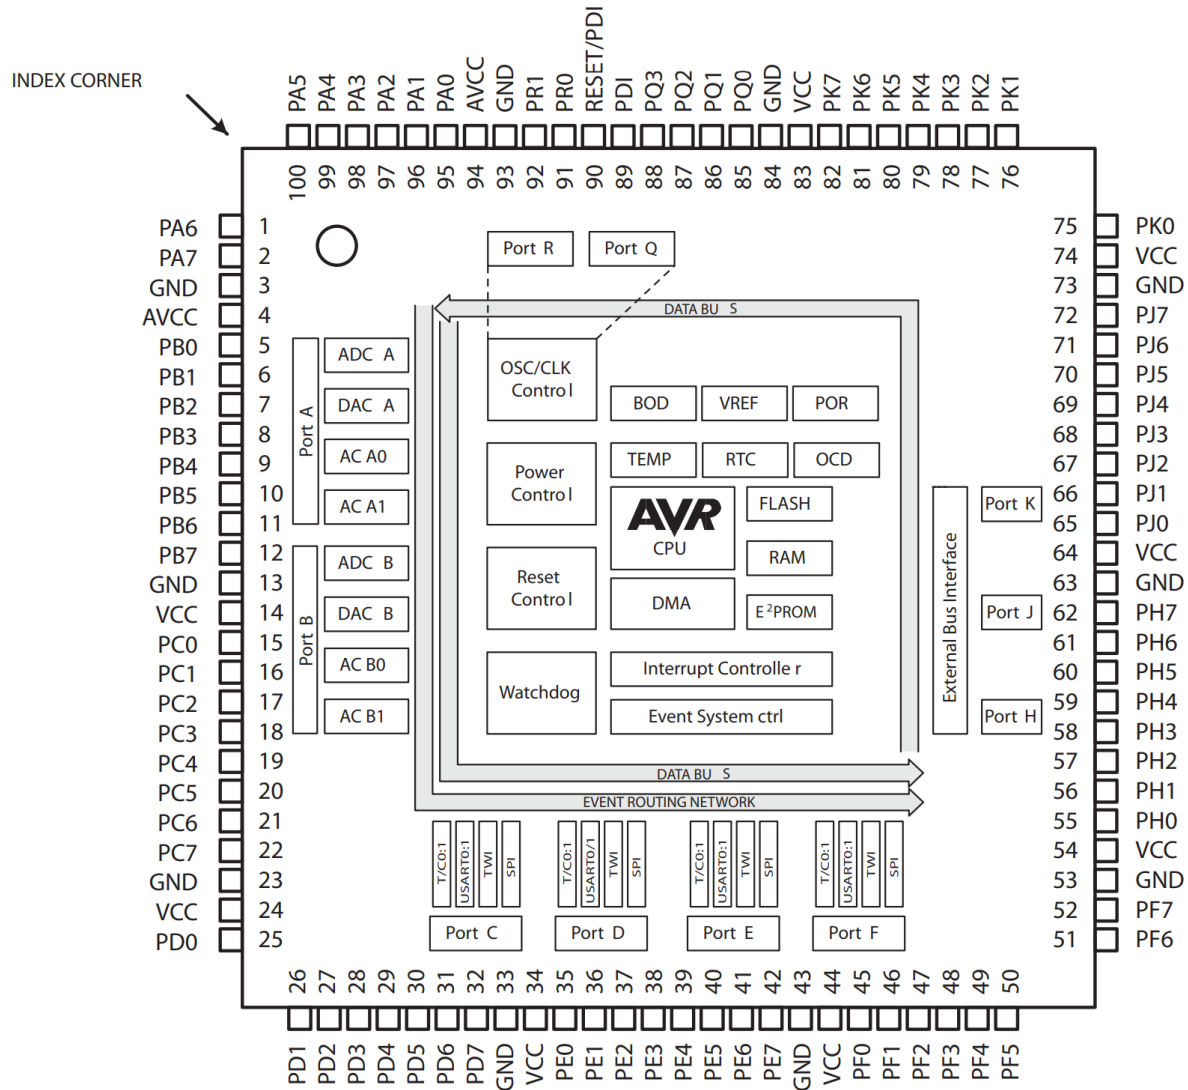 INDEX CORNER
PA5 PA4 PA3 PA2 PA1 PA0 AVCC GND PR1 PR0 RESET/PDI PDI PQ3 PQ2 PQ1 PQ0 GND VCC PK7 PK6 PK5 PK4 PK3 PK2 PK1
100 99 98 97 96 95 94 93 92 91 90 89 88 87 86 85 84 83 82 81 80 79 78 77 76
PA6 1
PA7 2
GND 3
AVCC 4
PB0 5
PB1 6
PB2 7
PB3 8
PB4 9
PB5 10
PB6 11
PB7 12
GND 13
VCC 14
PC0 15
PC1 16
PC2 17
PC3 18
PC4 19
PC5 20
PC6 21
PC7 22
GND 23
VCC 24
PD0 25
Port R
Port Q
DATA BU S
Port A
ADC A
DAC A
AC A0
AC A1
Port B
ADC B
DAC B
AC B0
AC B1
OSC/CLK
Control
Power
Control
Reset
Control
Watchdog
BOD
VREF
POR
TEMP
RTC
OCD
AVR
CPU
FLASH
DMA
RAM
E2PROM
Interrupt Controlle r
Event System ctrl
External Bus Interface
Port K
Port J
Port H
DATA BU S
EVENT ROUTING NETWORK
T/C0:1 USART0:1 TWI SPI
T/C0:1 USART0/1 TWI SPI
T/C0:1 USART0:1 TWI SPI
T/C0:1 USART0:1 TWI SPI
Port C
Port D
Port E
Port F
75 PK0
74 VCC
73 GND
72 PJ7
71 PJ6
70 PJ5
69 PJ4
68 PJ3
67 PJ2
66 PJ1
65 PJ0
64 VCC
63 GND
62 PH7
61 PH6
60 PH5
59 PH4
58 PH3
57 PH2
56 PH1
55 PH0
54 VCC
53 GND
52 PF7
51 PF6
26 27 28 29 30 31 32 33 34 35 36 37 38 39 40 41 42 43 44 45 46 47 48 49 50
PD1 PD2 PD3 PD4 PD5 PD6 PD7 GND VCC PE0 PE1 PE2 PE3 PE4 PE5 PE6 PE7 GND VCC PF0 PF1 PF2 PF3 PF4 PF5